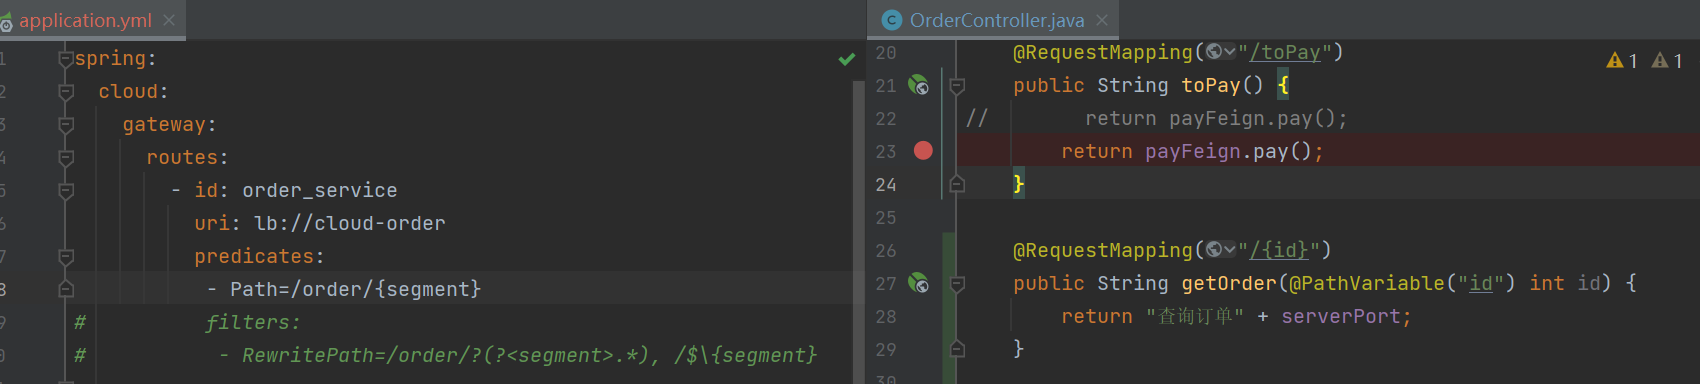 application.yml
1 spring:
2 cloud:
3 gateway:
4 routes:
5 - id: order_service
6 uri: lb://cloud-order
7 predicates:
8 - Path=/order/{segment}
9 # filters:
0 # - RewritePath=/order/?(?<segment>.*), /$\{segment}
OrderController.java
20 @RequestMapping("/toPay")
1 1
21 public String toPay() {
22 // return payFeign.pay();
23 return payFeign.pay();
24 }
25
26 @RequestMapping("/{id}")
27 public String getOrder(@PathVariable("id") int id) {
28 return "查询订单" + serverPort;
29 }
30